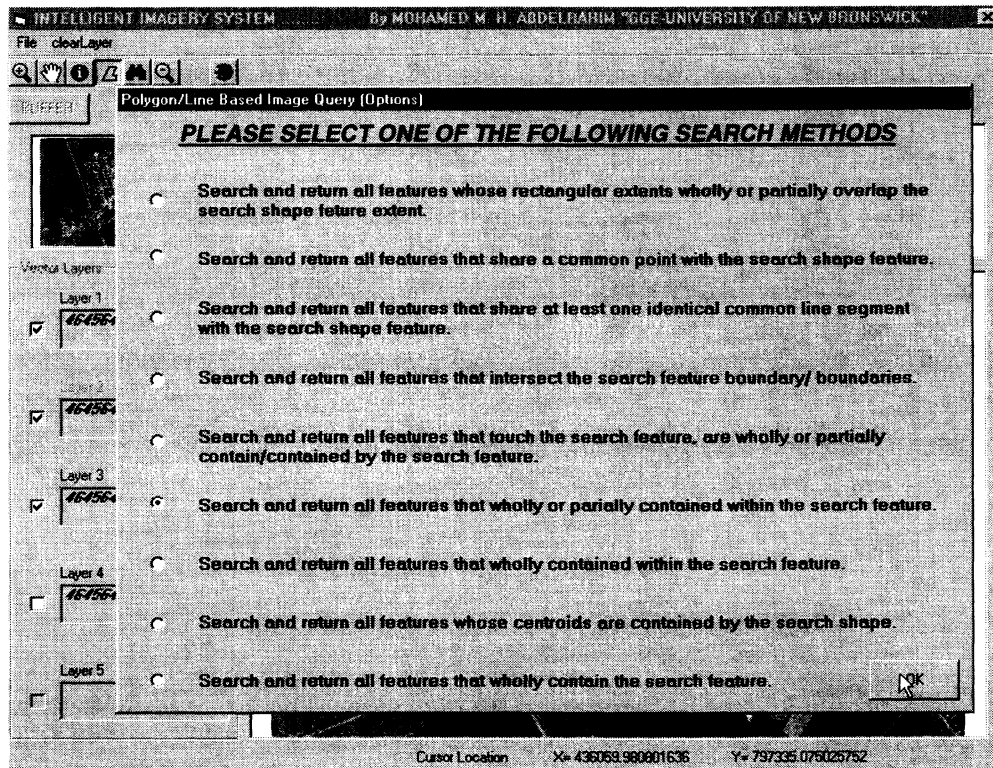 INTELLIGENT IMAGERY SYSTEM ............ By MOHAMED M. H. ABDELRAHIM "GGE-UNIVERSITY OF NEW BRUNSWICK"
File clearLayer
BUFFER
Polygon/Line Based Image Query (Options)
PLEASE SELECT ONE OF THE FOLLOWING SEARCH METHODS
Search and return all features whose rectangular extents wholly or partially overlap the
search shape feture extent.
Search and return all features that share a common point with the search shape feature.
Search and return all features that share at least one identical common line segment
with the search shape feature.
Search and return all features that intersect the search feature boundary/ boundaries.
Search and return all features that touch the search feature, are wholly or partially
contain/contained by the search feature.
Search and return all features that wholly or parially contained within the search feature.
Search and return all features that wholly contained within the search feature.
Search and return all features whose centroids are contained by the search shape.
Search and return all features that wholly contain the search feature.
OK
Vector Layers
Layer 1
464564
Layer 2
464564
Layer 3
464564
Layer 4
464564
Layer 5
Cursor Location X= 436059.980801636 Y= 797335.075025752